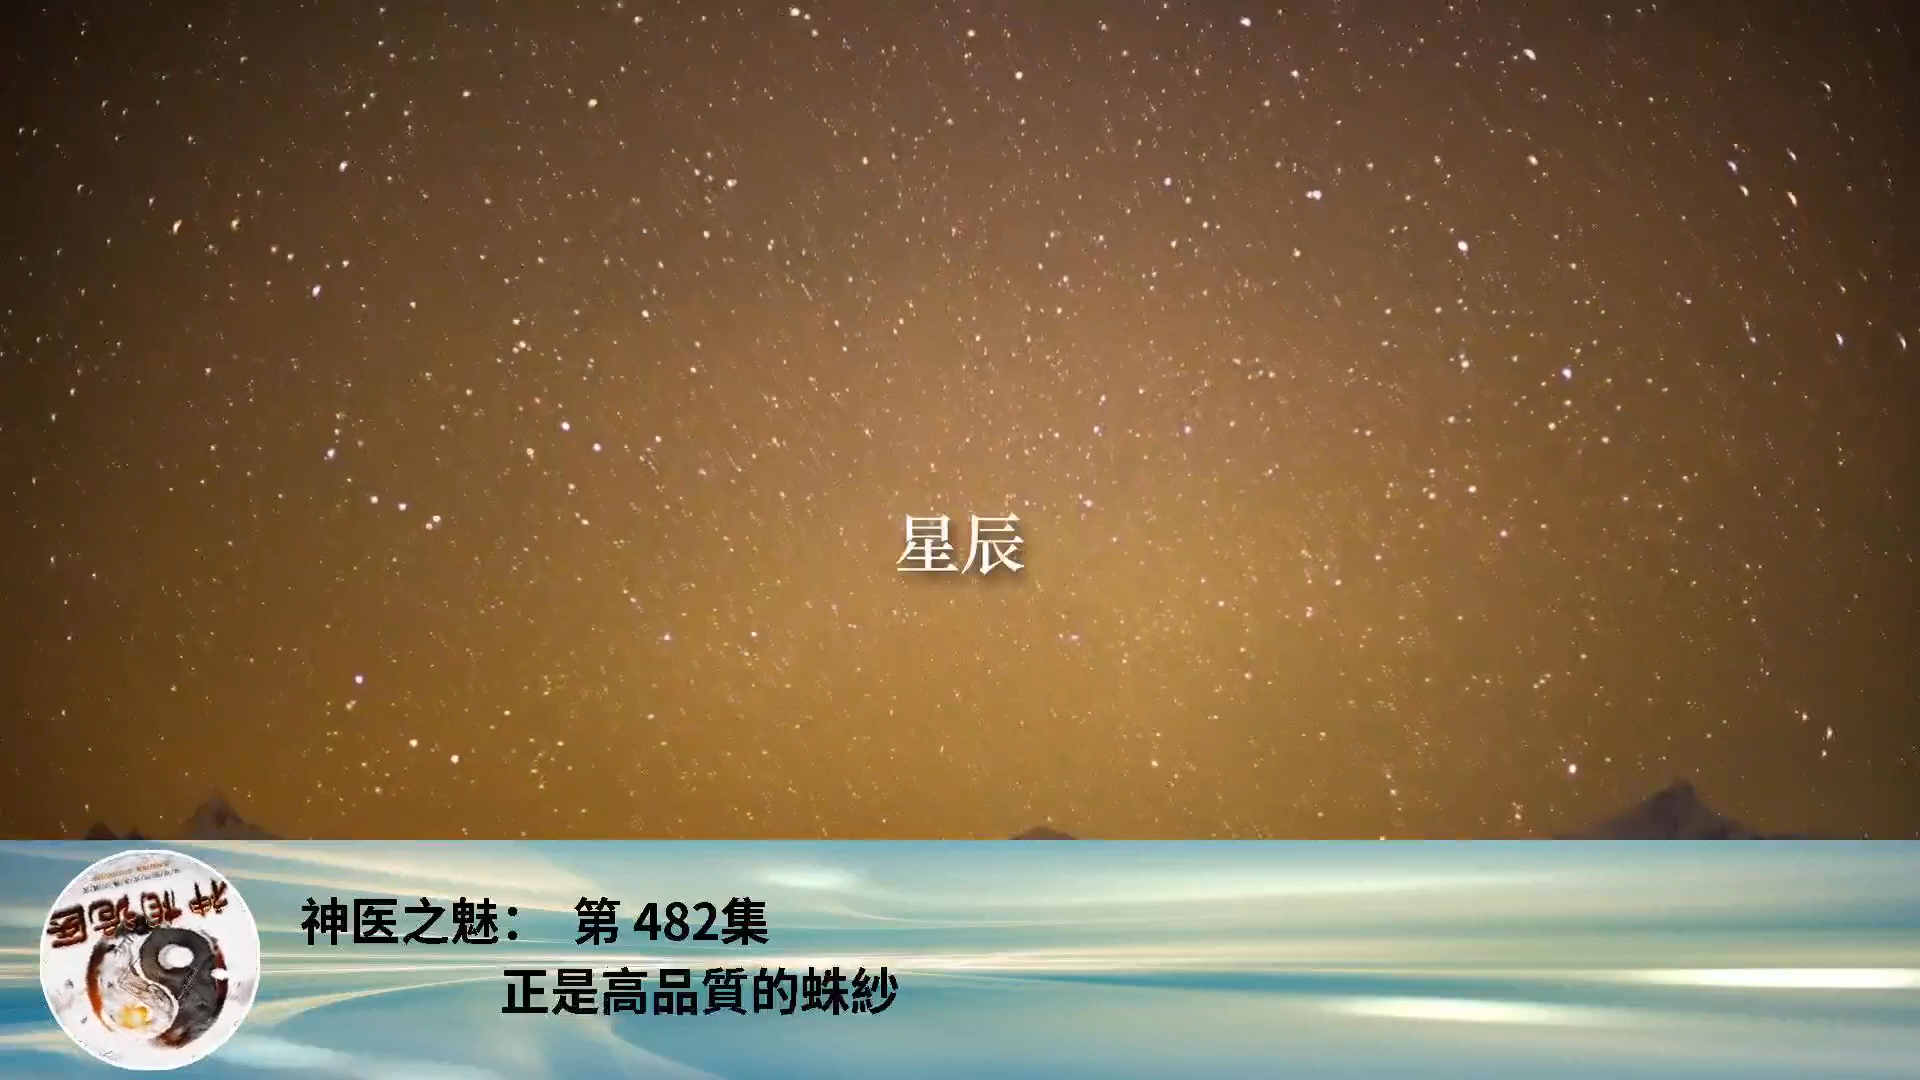 星辰
神医之魅： 第 482集
正是高品質的蛛紗